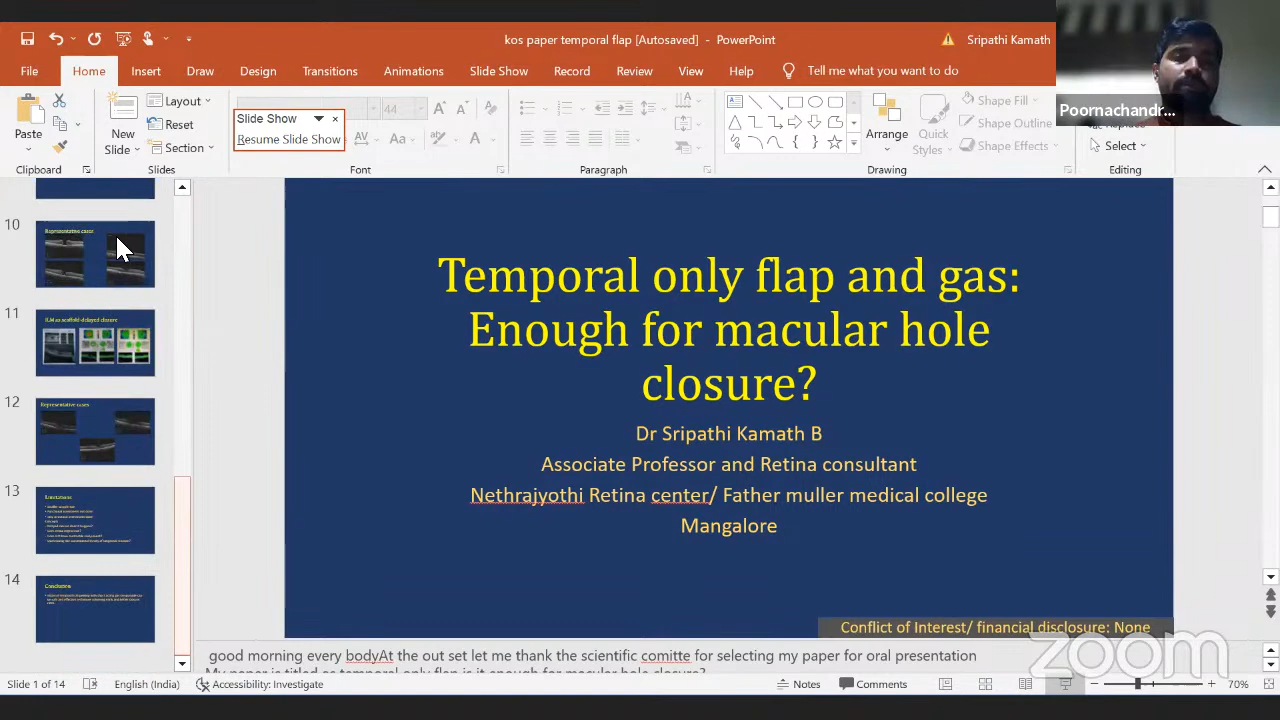 kos paper temporal flap [Autosaved] - PowerPoint
Sripathi Kamath
File Home Insert Draw Design Transitions Animations Slide Show Record Review View Help Tell me what you want to do
Poornachandr...
Paste
Clipboard
New Slide
Layout
Reset
Section
Slides
44
Slide Show
Resume Slide Show
Aa
Font
Paragraph
Arrange
Quick Styles
Shape Fill
Shape Outline
Shape Effects
Drawing
Select
Editing
10
Representative cases
11
ILM as scaffold-delayed closure
12
Representative cases
13
Limitations
14
Conclusion
Temporal only flap and gas:
Enough for macular hole
closure?
Dr Sripathi Kamath B
Associate Professor and Retina consultant
Nethrajyothi Retina center/ Father muller medical college
Mangalore
Conflict of Interest/ financial disclosure: None
good morning every bodyAt the out set let me thank the scientific comitte for selecting my paper for oral presentation
My paper is titled as temporal only flap is it enough for macular hole closure?
zoom
Slide 1 of 14 English (India) Accessibility: Investigate Notes Comments 70%